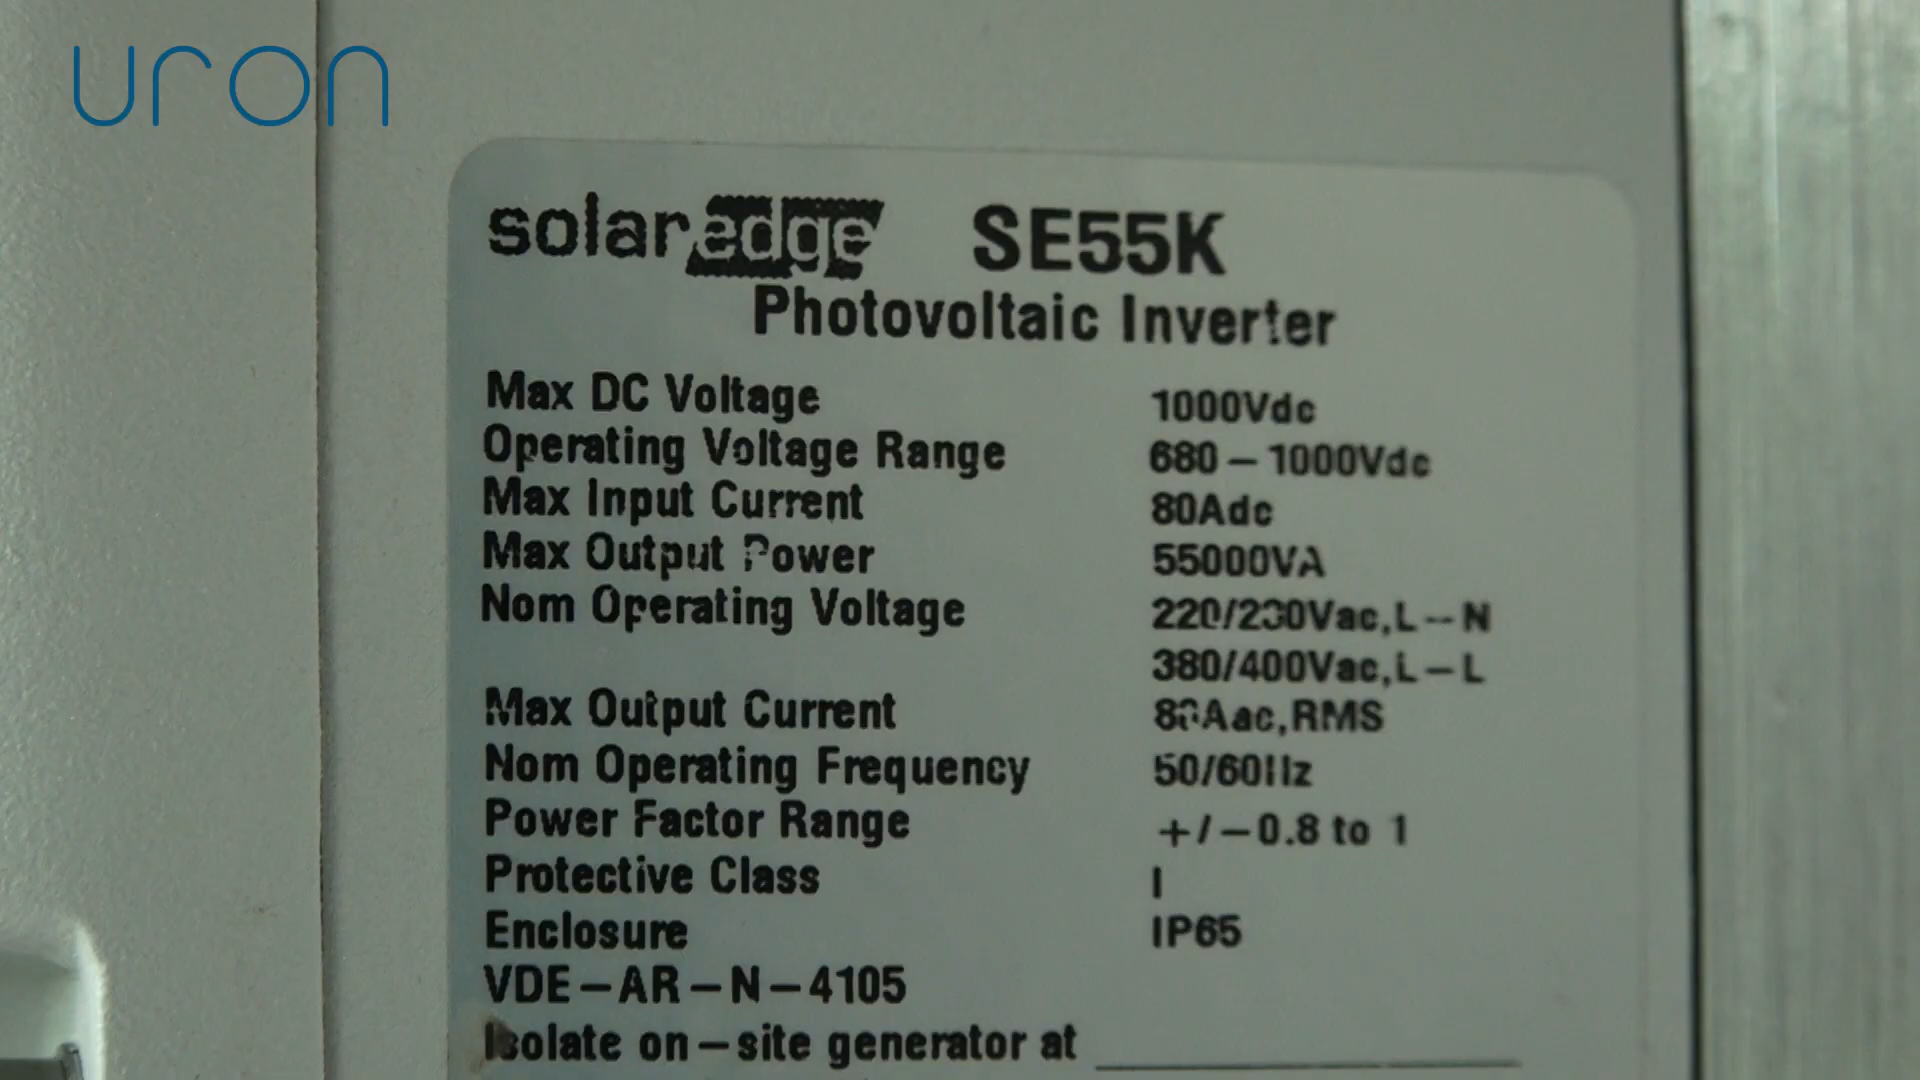 uron
solaredge SE55K
Photovoltaic Inverter
Max DC Voltage 1000Vdc
Operating Voltage Range 680-1000Vdc
Max Input Current 80Adc
Max Output Power 55000VA
Nom Operating Voltage 220/230Vac,L-N
380/400Vac,L-L
Max Output Current
Nom Operating Frequency 50/60Hz
Power Factor Range +/-0.8 to 1
Protective Class I
Enclosure IP65
VDE-AR-N-4105
Isolate on-site generator at